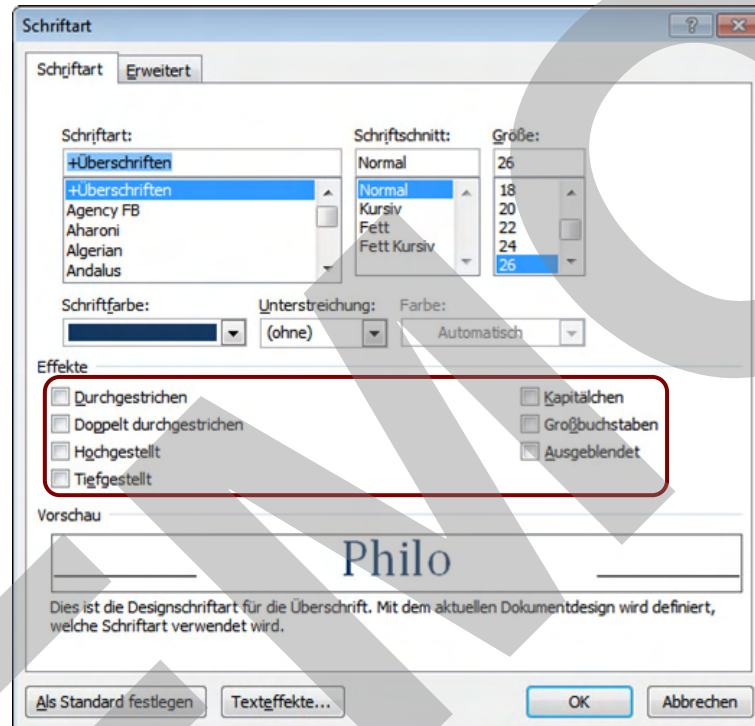 Schriftart
Schriftart Erweitert
Schriftart: Schriftschnitt: Größe:
+Überschriften Normal 26
+Überschriften Normal 18
Agency FB Kursiv 20
Aharoni Fett 22
Algerian Fett Kursiv 24
Andalus 26
Schriftfarbe: Unterstreichung: Farbe:
(ohne) Automatisch
Effekte
Durchgestrichen Kapitälchen
Doppelt durchgestrichen Großbuchstaben
Hochgestellt Ausgeblendet
Tiefgestellt
Vorschau
Philo
Dies ist die Designschriftart für die Überschrift. Mit dem aktuellen Dokumentdesign wird definiert,
welche Schriftart verwendet wird.
Als Standard festlegen Texteffekte... OK Abbrechen